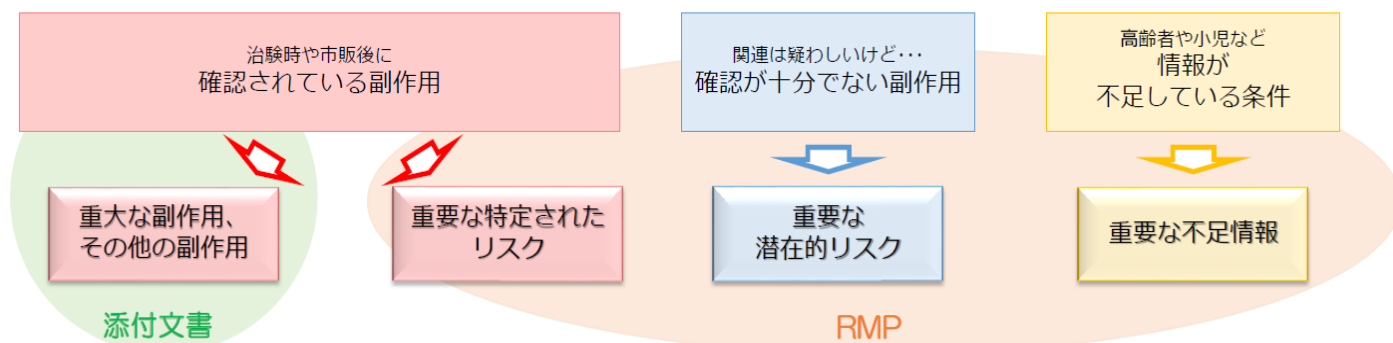 治験時や市販後に
確認されている副作用
関連は疑わしいけど･･･
確認が十分でない副作用
高齢者や小児など
情報が
不足している条件
重大な副作用、
その他の副作用
重要な特定された
リスク
重要な
潜在的リスク
重要な不足情報
添付文書
RMP